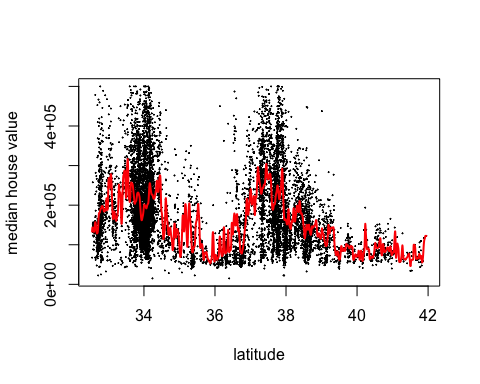 median house value
4e+05
2e+05
0e+00
34 36 38 40 42
latitude